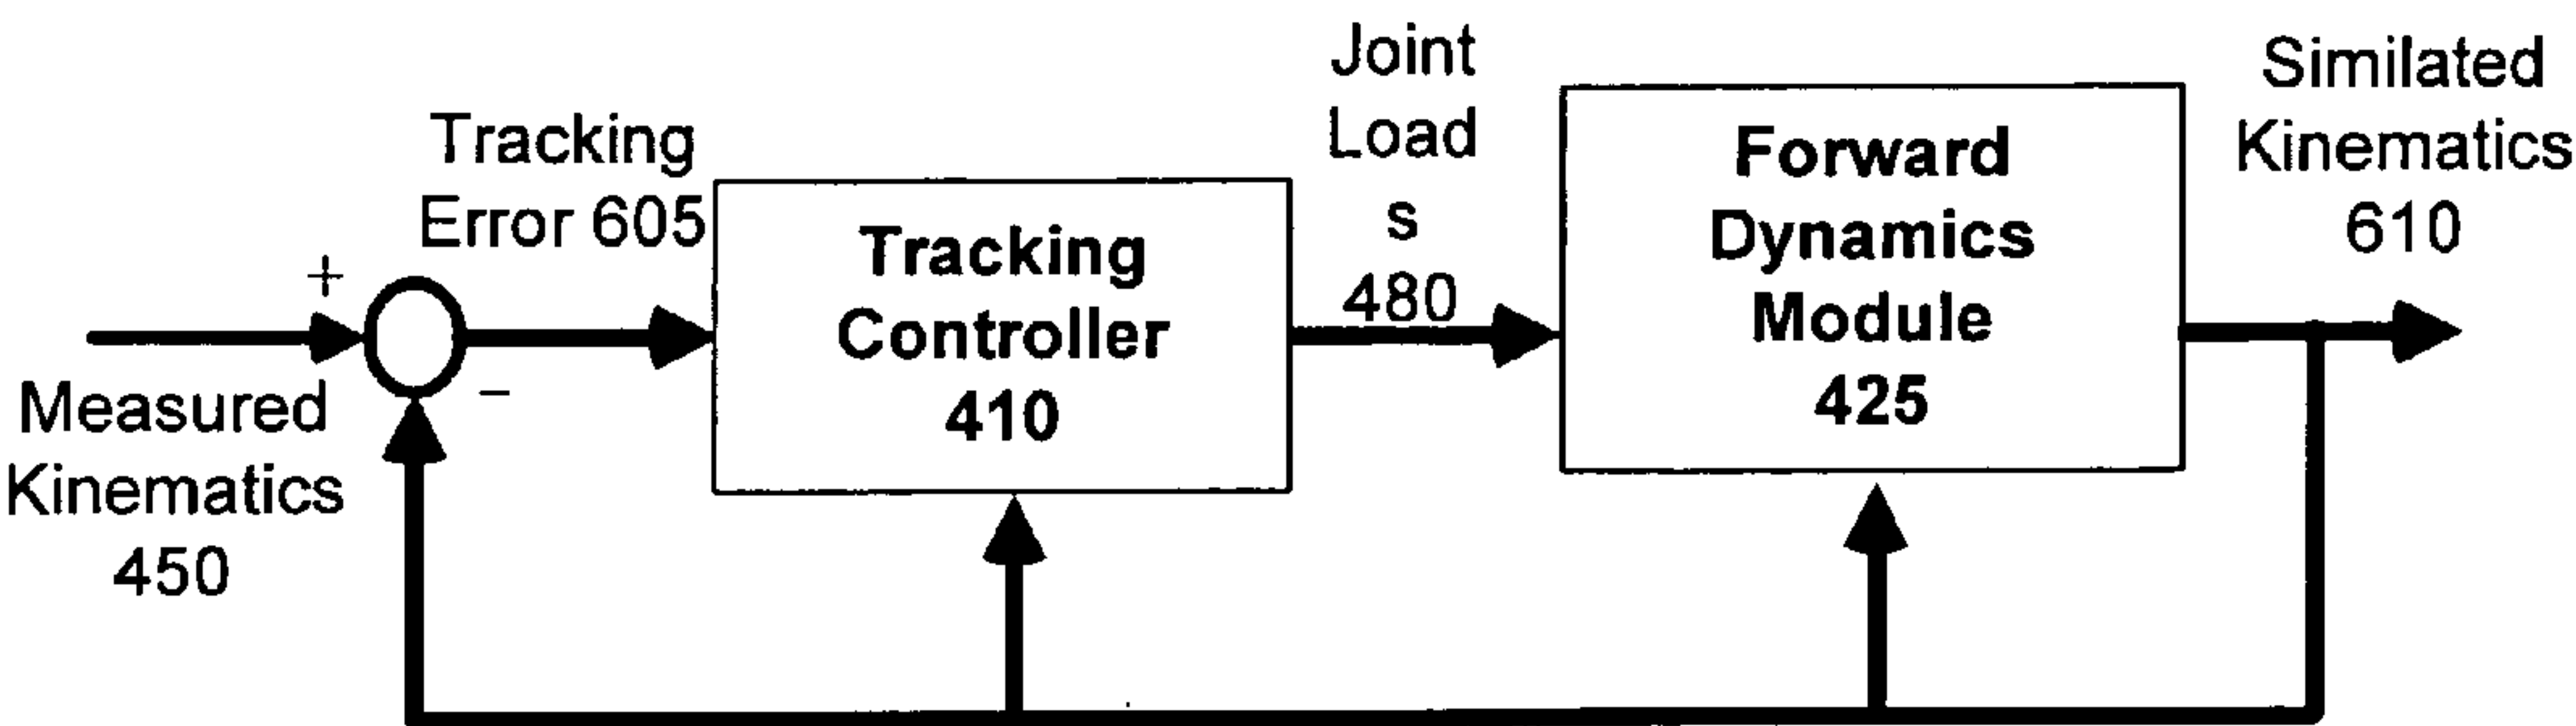 Measured
Kinematics
450
+
−
Tracking
Error 605
Tracking
Controller
410
Joint
Load
s
480
Forward
Dynamics
Module
425
Similated
Kinematics
610